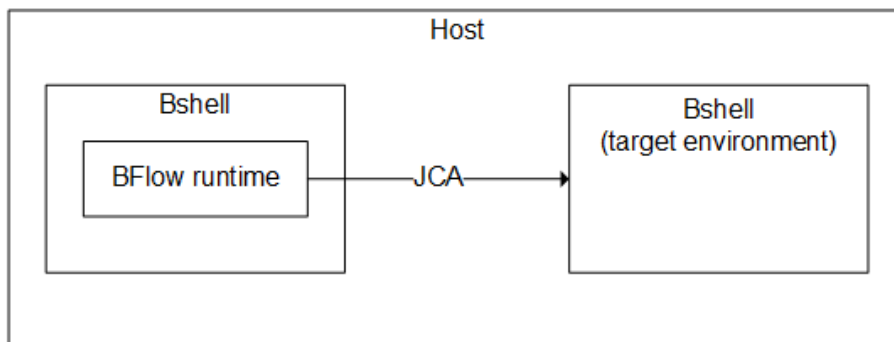 Host
Bshell
BFlow runtime
JCA
Bshell
(target environment)